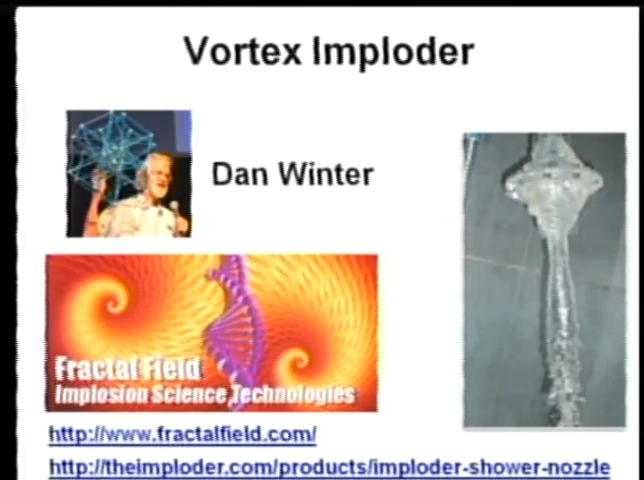 Vortex Imploder
Dan Winter
Fractal Field
Implosion Science Technologies
http://www.fractalfield.com/
http://theimploder.com/products/imploder-shower-nozzle